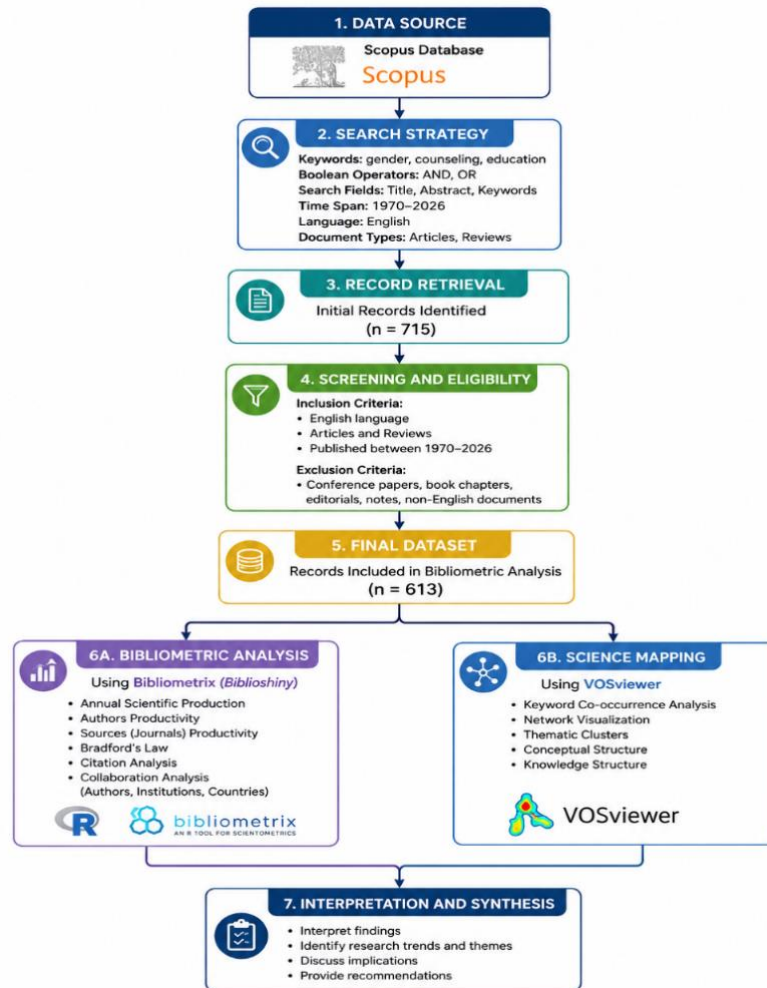 1. DATA SOURCE
Scopus Database
Scopus
2. SEARCH STRATEGY
Keywords: gender, counseling, education
Boolean Operators: AND, OR
Search Fields: Title, Abstract, Keywords
Time Span: 1970–2026
Language: English
Document Types: Articles, Reviews
3. RECORD RETRIEVAL
Initial Records Identified
(n = 715)
4. SCREENING AND ELIGIBILITY
Inclusion Criteria:
• English language
• Articles and Reviews
• Published between 1970–2026
Exclusion Criteria:
• Conference papers, book chapters,
editorials, notes, non-English documents
5. FINAL DATASET
Records Included in Bibliometric Analysis
(n = 613)
6A. BIBLIOMETRIC ANALYSIS
Using Bibliometrix (Biblioshiny)
• Annual Scientific Production
• Authors Productivity
• Sources (Journals) Productivity
• Bradford's Law
• Citation Analysis
• Collaboration Analysis
(Authors, Institutions, Countries)
R
bibliometrix
AN R TOOL FOR SCIENTOMETRICS
6B. SCIENCE MAPPING
Using VOSviewer
• Keyword Co-occurrence Analysis
• Network Visualization
• Thematic Clusters
• Conceptual Structure
• Knowledge Structure
VOSviewer
7. INTERPRETATION AND SYNTHESIS
• Interpret findings
• Identify research trends and themes
• Discuss implications
• Provide recommendations